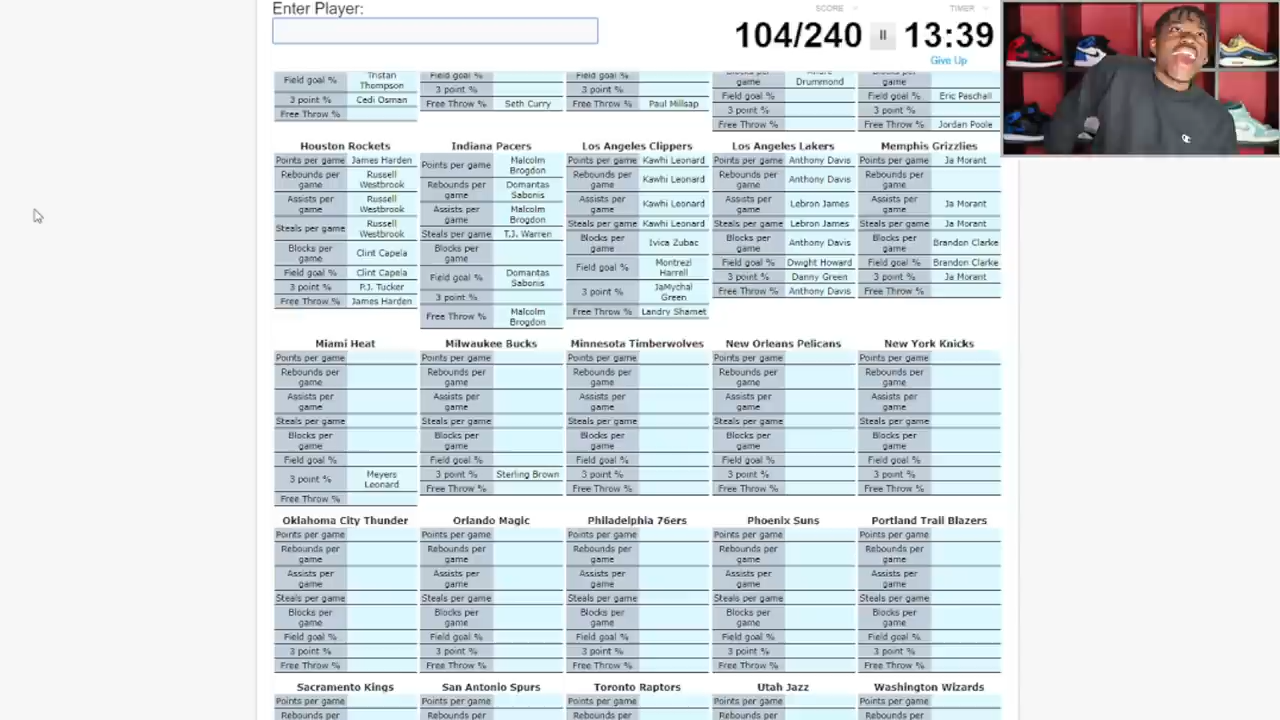 Enter Player:
SCORE
TIMER
104/240
13:39
Give Up
Field goal % Tristan Thompson
3 point % Cedi Osman
Free Throw %
Field goal %
3 point %
Free Throw % Seth Curry
Field goal %
3 point %
Free Throw % Paul Millsap
Blocks per game Andre Drummond
Field goal %
3 point %
Free Throw %
Field goal % Eric Paschall
3 point %
Free Throw % Jordan Poole
Houston Rockets
Points per game James Harden
Rebounds per game Russell Westbrook
Assists per game Russell Westbrook
Steals per game Russell Westbrook
Blocks per game Clint Capela
Field goal % Clint Capela
3 point % P.J. Tucker
Free Throw % James Harden
Indiana Pacers
Points per game Malcolm Brogdon
Rebounds per game Domantas Sabonis
Assists per game Malcolm Brogdon
Steals per game T.J. Warren
Blocks per game
Field goal % Domantas Sabonis
3 point %
Free Throw % Malcolm Brogdon
Los Angeles Clippers
Points per game Kawhi Leonard
Rebounds per game Kawhi Leonard
Assists per game Kawhi Leonard
Steals per game Kawhi Leonard
Blocks per game Ivica Zubac
Field goal % Montrezl Harrell
3 point % JaMychal Green
Free Throw % Landry Shamet
Los Angeles Lakers
Points per game Anthony Davis
Rebounds per game Anthony Davis
Assists per game Lebron James
Steals per game Lebron James
Blocks per game Anthony Davis
Field goal % Dwight Howard
3 point % Danny Green
Free Throw % Anthony Davis
Memphis Grizzlies
Points per game Ja Morant
Rebounds per game
Assists per game Ja Morant
Steals per game Ja Morant
Blocks per game Brandon Clarke
Field goal % Brandon Clarke
3 point % Ja Morant
Free Throw %
Miami Heat
Points per game
Rebounds per game
Assists per game
Steals per game
Blocks per game
Field goal %
3 point % Meyers Leonard
Free Throw %
Milwaukee Bucks
Points per game
Rebounds per game
Assists per game
Steals per game
Blocks per game
Field goal %
3 point % Sterling Brown
Free Throw %
Minnesota Timberwolves
Points per game
Rebounds per game
Assists per game
Steals per game
Blocks per game
Field goal %
3 point %
Free Throw %
New Orleans Pelicans
Points per game
Rebounds per game
Assists per game
Steals per game
Blocks per game
Field goal %
3 point %
Free Throw %
New York Knicks
Points per game
Rebounds per game
Assists per game
Steals per game
Blocks per game
Field goal %
3 point %
Free Throw %
Oklahoma City Thunder
Points per game
Rebounds per game
Assists per game
Steals per game
Blocks per game
Field goal %
3 point %
Free Throw %
Orlando Magic
Points per game
Rebounds per game
Assists per game
Steals per game
Blocks per game
Field goal %
3 point %
Free Throw %
Philadelphia 76ers
Points per game
Rebounds per game
Assists per game
Steals per game
Blocks per game
Field goal %
3 point %
Free Throw %
Phoenix Suns
Points per game
Rebounds per game
Assists per game
Steals per game
Blocks per game
Field goal %
3 point %
Free Throw %
Portland Trail Blazers
Points per game
Rebounds per game
Assists per game
Steals per game
Blocks per game
Field goal %
3 point %
Free Throw %
Sacramento Kings
Points per game
Rebounds per
San Antonio Spurs
Points per game
Rebounds per
Toronto Raptors
Points per game
Rebounds per
Utah Jazz
Points per game
Rebounds per
Washington Wizards
Points per game
Rebounds per